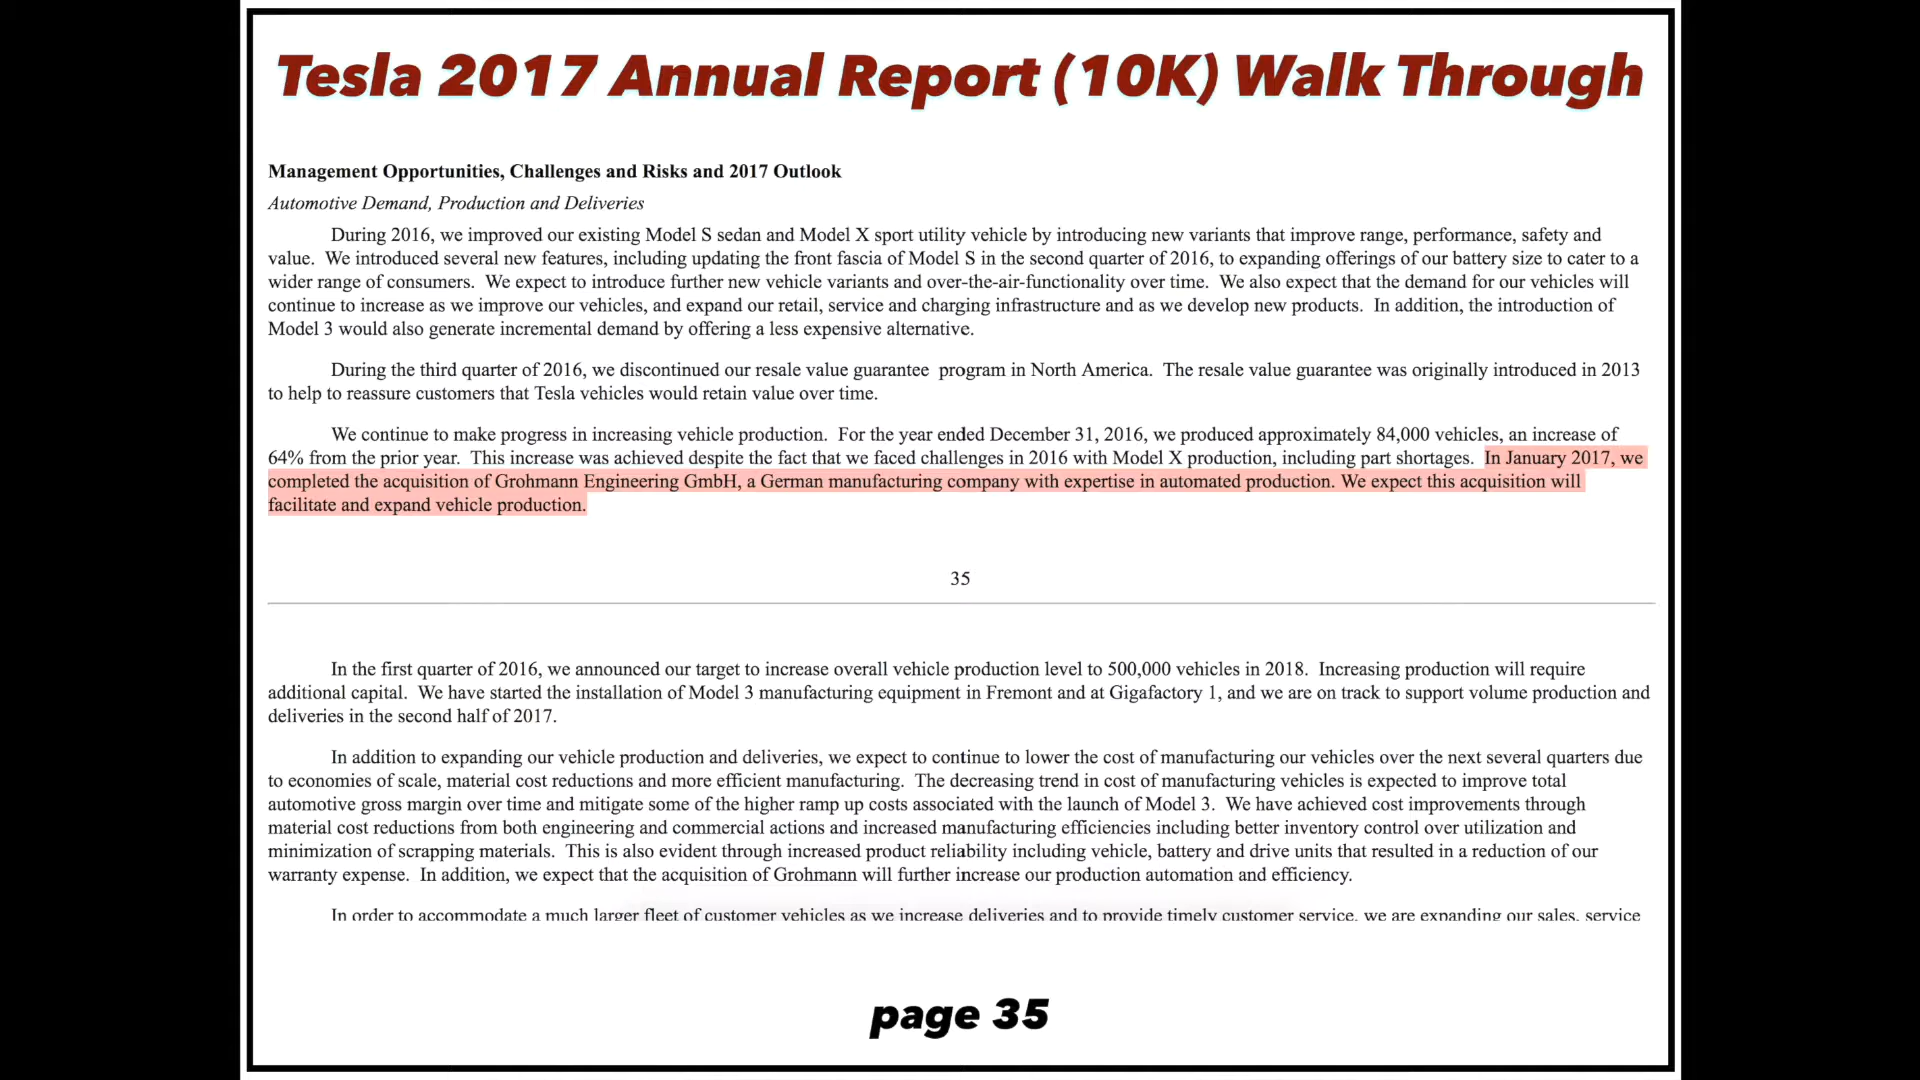 Tesla 2017 Annual Report (10K) Walk Through
Management Opportunities, Challenges and Risks and 2017 Outlook
Automotive Demand, Production and Deliveries
During 2016, we improved our existing Model S sedan and Model X sport utility vehicle by introducing new variants that improve range, performance, safety and
value. We introduced several new features, including updating the front fascia of Model S in the second quarter of 2016, to expanding offerings of our battery size to cater to a
wider range of consumers. We expect to introduce further new vehicle variants and over-the-air-functionality over time. We also expect that the demand for our vehicles will
continue to increase as we improve our vehicles, and expand our retail, service and charging infrastructure and as we develop new products. In addition, the introduction of
Model 3 would also generate incremental demand by offering a less expensive alternative.
During the third quarter of 2016, we discontinued our resale value guarantee program in North America. The resale value guarantee was originally introduced in 2013
to help to reassure customers that Tesla vehicles would retain value over time.
We continue to make progress in increasing vehicle production. For the year ended December 31, 2016, we produced approximately 84,000 vehicles, an increase of
64% from the prior year. This increase was achieved despite the fact that we faced challenges in 2016 with Model X production, including part shortages. In January 2017, we
completed the acquisition of Grohmann Engineering GmbH, a German manufacturing company with expertise in automated production. We expect this acquisition will
facilitate and expand vehicle production.
35
In the first quarter of 2016, we announced our target to increase overall vehicle production level to 500,000 vehicles in 2018. Increasing production will require
additional capital. We have started the installation of Model 3 manufacturing equipment in Fremont and at Gigafactory 1, and we are on track to support volume production and
deliveries in the second half of 2017.
In addition to expanding our vehicle production and deliveries, we expect to continue to lower the cost of manufacturing our vehicles over the next several quarters due
to economies of scale, material cost reductions and more efficient manufacturing. The decreasing trend in cost of manufacturing vehicles is expected to improve total
automotive gross margin over time and mitigate some of the higher ramp up costs associated with the launch of Model 3. We have achieved cost improvements through
material cost reductions from both engineering and commercial actions and increased manufacturing efficiencies including better inventory control over utilization and
minimization of scrapping materials. This is also evident through increased product reliability including vehicle, battery and drive units that resulted in a reduction of our
warranty expense. In addition, we expect that the acquisition of Grohmann will further increase our production automation and efficiency.
In order to accommodate a much larger fleet of customer vehicles as we increase deliveries and to provide timely customer service, we are expanding our sales, service
page 35